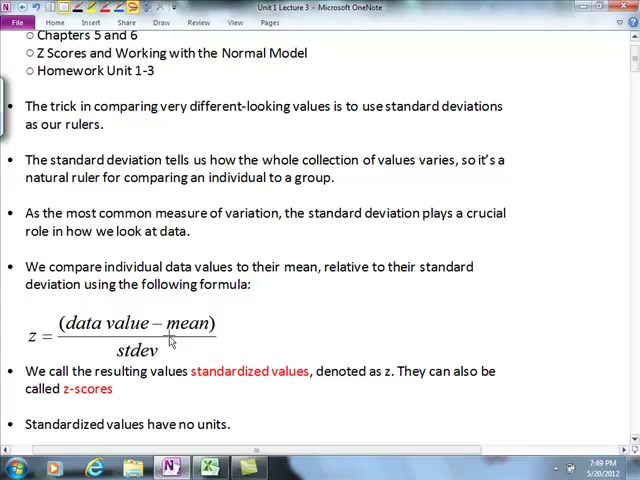 Unit 1 Lecture 3 - Microsoft OneNote
File Home Insert Share Draw Review View Pages
○ Chapters 5 and 6
○ Z Scores and Working with the Normal Model
○ Homework Unit 1-3
• The trick in comparing very different-looking values is to use standard deviations
as our rulers.
• The standard deviation tells us how the whole collection of values varies, so it's a
natural ruler for comparing an individual to a group.
• As the most common measure of variation, the standard deviation plays a crucial
role in how we look at data.
• We compare individual data values to their mean, relative to their standard
deviation using the following formula:
z = (data value – mean)
stdev
• We call the resulting values standardized values, denoted as z. They can also be
called z-scores
• Standardized values have no units.
7:49 PM
5/20/2012